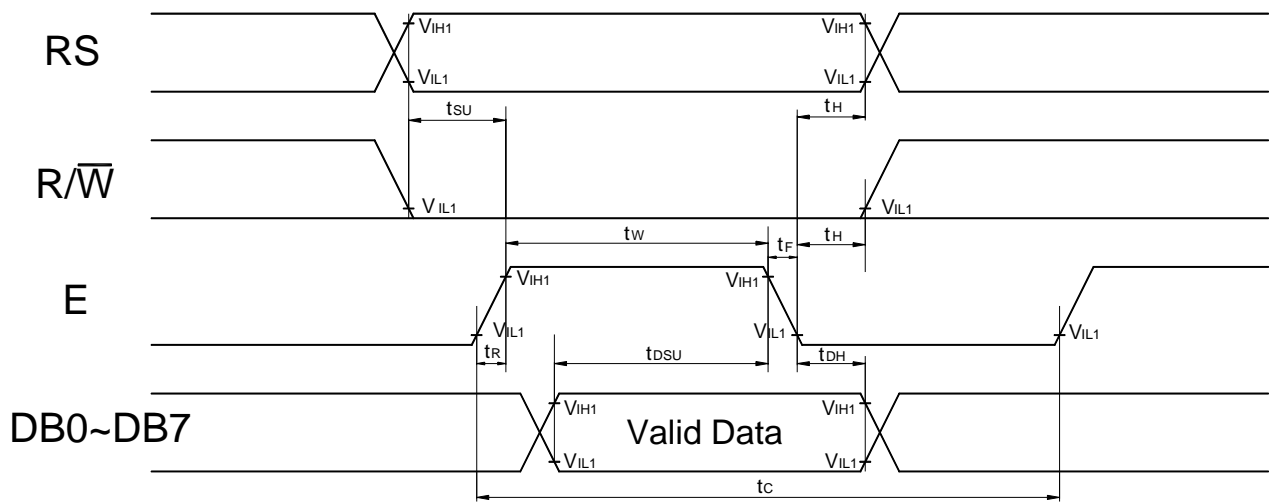 RS
VIH1
VIH1
VIL1
VIL1
tSU
tH
R/W̅
VIL1
VIL1
tW
tF
tH
E
VIH1
VIH1
VIL1
VIL1
VIL1
tR
tDSU
tDH
DB0~DB7
VIH1
Valid Data
VIH1
VIL1
VIL1
tC